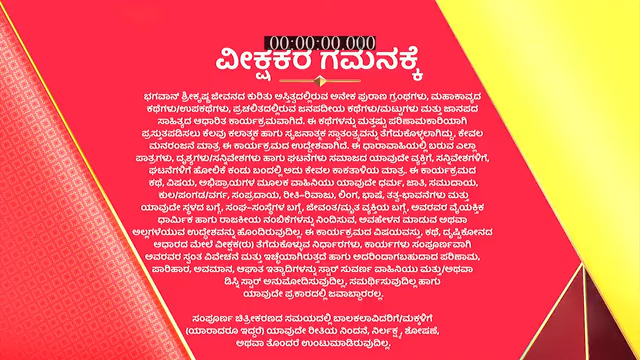 00:00:00.000
ವೀಕ್ಷಕರ ಗಮನಕ್ಕೆ
ಭಗವಾನ್ ಶ್ರೀಕೃಷ್ಣ ಜೀವನದ ಕುರಿತು ಅಸ್ತಿತ್ವದಲ್ಲಿರುವ ಅನೇಕ ಪುರಾಣ ಗ್ರಂಥಗಳು, ಮಹಾಕಾವ್ಯದ
ಕಥೆಗಳು/ಉಪಕಥೆಗಳು, ಪ್ರಚಲಿತದಲ್ಲಿರುವ ಜನಪದೀಯ ಕಥೆಗಳು/ಮಟ್ಟುಗಳು ಮತ್ತು ಜಾನಪದ
ಸಾಹಿತ್ಯದ ಆಧಾರಿತ ಕಾರ್ಯಕ್ರಮವಾಗಿದೆ. ಈ ಕಥೆಗಳನ್ನು ಮತ್ತಷ್ಟು ಪರಿಣಾಮಕಾರಿಯಾಗಿ
ಪ್ರಸ್ತುತಪಡಿಸಲು ಕೆಲವು ಕಲಾತ್ಮಕ ಹಾಗು ಸೃಜನಾತ್ಮಕ ಸ್ವಾತಂತ್ರ್ಯವನ್ನು ತೆಗೆದುಕೊಳ್ಳಲಾಗಿದ್ದು, ಕೇವಲ
ಮನರಂಜನೆ ಮಾತ್ರ ಈ ಕಾರ್ಯಕ್ರಮದ ಉದ್ದೇಶವಾಗಿದೆ. ಈ ಧಾರಾವಾಹಿಯಲ್ಲಿ ಬರುವ ಎಲ್ಲಾ
ಪಾತ್ರಗಳು, ದೃಶ್ಯಗಳು/ಸನ್ನಿವೇಶಗಳು ಹಾಗು ಘಟನೆಗಳು ಸಮಾಜದ ಯಾವುದೇ ವ್ಯಕ್ತಿಗೆ, ಸನ್ನಿವೇಶಗಳಿಗೆ,
ಘಟನೆಗಳಿಗೆ ಹೋಲಿಕೆ ಕಂಡು ಬಂದಲ್ಲಿ ಅದು ಕೇವಲ ಕಾಕತಾಳೀಯ ಮಾತ್ರ. ಈ ಕಾರ್ಯಕ್ರಮದ
ಕಥೆ, ವಿಷಯ, ಅಭಿಪ್ರಾಯಗಳ ಮೂಲಕ ವಾಹಿನಿಯು ಯಾವುದೇ ಧರ್ಮ, ಜಾತಿ, ಸಮುದಾಯ,
ಕುಲ/ಪಂಗಡ/ವರ್ಗ, ಸಂಪ್ರದಾಯ, ರೀತಿ-ರಿವಾಜು, ಲಿಂಗ, ಭಾಷೆ, ತತ್ವ-ಭಾವನೆಗಳು ಮತ್ತು
ಯಾವುದೇ ಸ್ಥಳದ ಬಗ್ಗೆ, ಸಂಘ-ಸಂಸ್ಥೆಗಳ ಬಗ್ಗೆ, ಜೀವಂತ/ಮೃತ ವ್ಯಕ್ತಿಯ ಬಗ್ಗೆ, ಅವರವರ ವೈಯಕ್ತಿಕ
ಧಾರ್ಮಿಕ ಹಾಗು ರಾಜಕೀಯ ನಂಬಿಕೆಗಳನ್ನು ನಿಂದಿಸುವ, ಅವಹೇಳನ ಮಾಡುವ ಅಥವಾ
ಅಲ್ಲಗಳೆಯುವ ಉದ್ದೇಶವನ್ನು ಹೊಂದಿರುವುದಿಲ್ಲ. ಈ ಕಾರ್ಯಕ್ರಮದ ವಿಷಯವಸ್ತು, ಕಥೆ, ದೃಷ್ಟಿಕೋನದ
ಆಧಾರದ ಮೇಲೆ ವೀಕ್ಷಕ(ರು) ತೆಗೆದುಕೊಳ್ಳುವ ನಿರ್ಧಾರಗಳು, ಕಾರ್ಯಗಳು ಸಂಪೂರ್ಣವಾಗಿ
ಅವರವರ ಸ್ವಂತ ವಿವೇಚನೆ ಮತ್ತು ಇಚ್ಛೆಯಾಗಿರುತ್ತದೆ ಹಾಗು ಅದರಿಂದಾಗಬಹುದಾದ ಪರಿಣಾಮ,
ಪಾರಿಹಾರ, ಅವಮಾನ, ಆಘಾತ ಇತ್ಯಾದಿಗಳನ್ನು ಸ್ಟಾರ್ ಸುವರ್ಣ ವಾಹಿನಿಯು ಮತ್ತು/ಅಥವಾ
ಡಿಸ್ನಿ ಸ್ಟಾರ್ ಅನುಮೋದಿಸುವುದಿಲ್ಲ, ಸಮರ್ಥಿಸುವುದಿಲ್ಲ ಹಾಗು
ಯಾವುದೇ ಪ್ರಕಾರದಲ್ಲಿ ಜವಾಬ್ದಾರರಲ್ಲ.
ಸಂಪೂರ್ಣ ಚಿತ್ರೀಕರಣದ ಸಮಯದಲ್ಲಿ ಬಾಲಕಲಾವಿದರಿಗೆ/ಮಕ್ಕಳಿಗೆ
(ಯಾರಾದರೂ ಇದ್ದರೆ) ಯಾವುದೇ ರೀತಿಯ ನಿಂದನೆ, ನಿರ್ಲಕ್ಷ್ಯ, ಶೋಷಣೆ,
ಅಥವಾ ತೊಂದರೆ ಉಂಟುಮಾಡಿರುವುದಿಲ್ಲ.